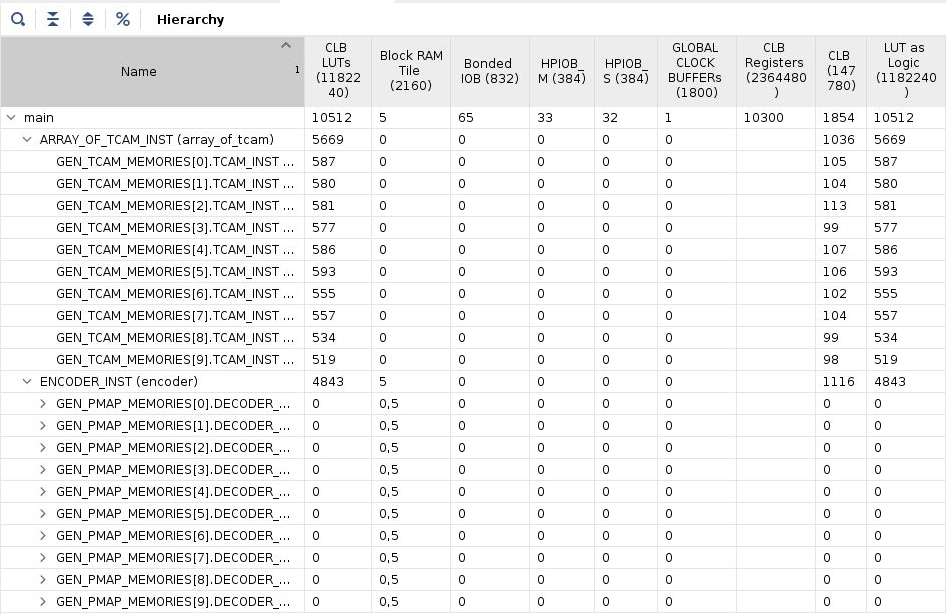 Hierarchy
Name 1 CLB LUTs (1182240) Block RAM Tile (2160) Bonded IOB (832) HPIOB_M (384) HPIOB_S (384) GLOBAL CLOCK BUFFERs (1800) CLB Registers (2364480) CLB (147780) LUT as Logic (1182240)
main 10512 5 65 33 32 1 10300 1854 10512
ARRAY_OF_TCAM_INST (array_of_tcam) 5669 0 0 0 0 0 1036 5669
GEN_TCAM_MEMORIES[0].TCAM_INST ... 587 0 0 0 0 0 105 587
GEN_TCAM_MEMORIES[1].TCAM_INST ... 580 0 0 0 0 0 104 580
GEN_TCAM_MEMORIES[2].TCAM_INST ... 581 0 0 0 0 0 113 581
GEN_TCAM_MEMORIES[3].TCAM_INST ... 577 0 0 0 0 0 99 577
GEN_TCAM_MEMORIES[4].TCAM_INST ... 586 0 0 0 0 0 107 586
GEN_TCAM_MEMORIES[5].TCAM_INST ... 593 0 0 0 0 0 106 593
GEN_TCAM_MEMORIES[6].TCAM_INST ... 555 0 0 0 0 0 102 555
GEN_TCAM_MEMORIES[7].TCAM_INST ... 557 0 0 0 0 0 104 557
GEN_TCAM_MEMORIES[8].TCAM_INST ... 534 0 0 0 0 0 99 534
GEN_TCAM_MEMORIES[9].TCAM_INST ... 519 0 0 0 0 0 98 519
ENCODER_INST (encoder) 4843 5 0 0 0 0 1116 4843
GEN_PMAP_MEMORIES[0].DECODER_... 0 0,5 0 0 0 0 0 0
GEN_PMAP_MEMORIES[1].DECODER_... 0 0,5 0 0 0 0 0 0
GEN_PMAP_MEMORIES[2].DECODER_... 0 0,5 0 0 0 0 0 0
GEN_PMAP_MEMORIES[3].DECODER_... 0 0,5 0 0 0 0 0 0
GEN_PMAP_MEMORIES[4].DECODER_... 0 0,5 0 0 0 0 0 0
GEN_PMAP_MEMORIES[5].DECODER_... 0 0,5 0 0 0 0 0 0
GEN_PMAP_MEMORIES[6].DECODER_... 0 0,5 0 0 0 0 0 0
GEN_PMAP_MEMORIES[7].DECODER_... 0 0,5 0 0 0 0 0 0
GEN_PMAP_MEMORIES[8].DECODER_... 0 0,5 0 0 0 0 0 0
GEN_PMAP_MEMORIES[9].DECODER_... 0 0,5 0 0 0 0 0 0